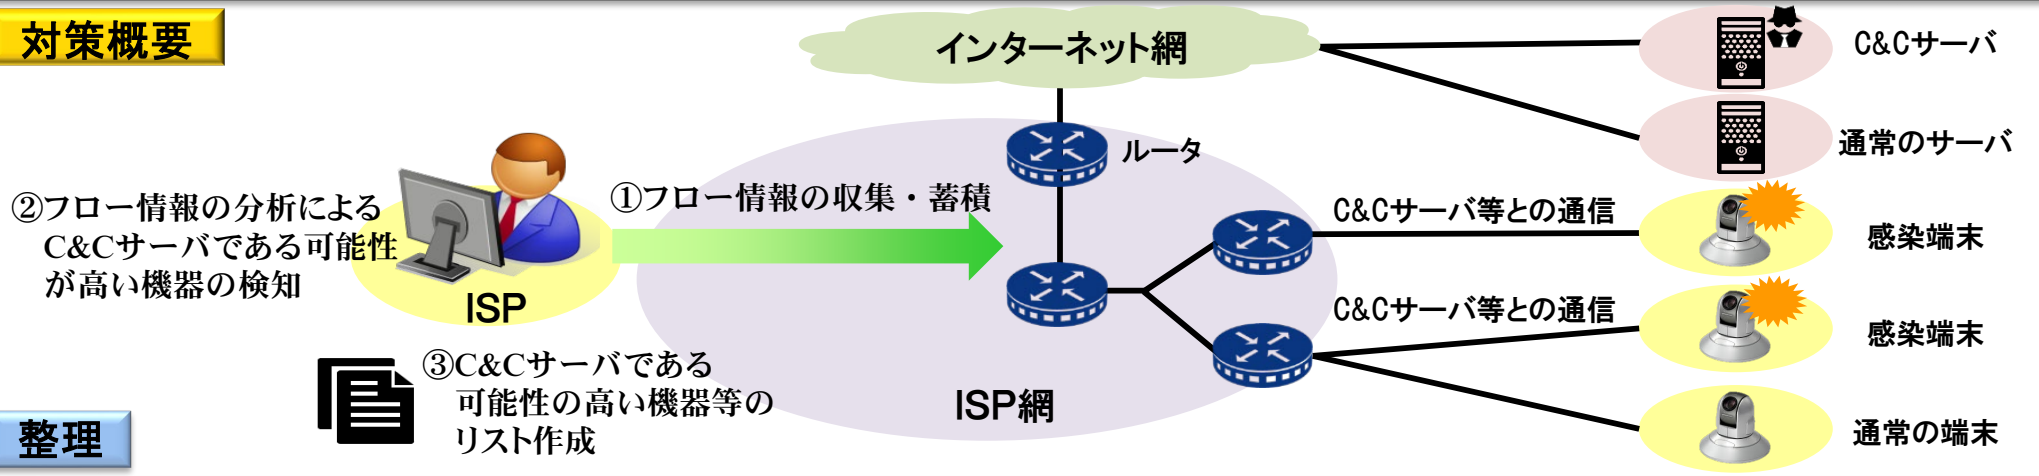 対策概要
インターネット網
C&Cサーバ
通常のサーバ
ルータ
①フロー情報の収集・蓄積
②フロー情報の分析による
C&Cサーバである可能性
が高い機器の検知
ISP
C&Cサーバ等との通信
感染端末
C&Cサーバ等との通信
感染端末
③C&Cサーバである
可能性の高い機器等の
リスト作成
ISP網
通常の端末
整理